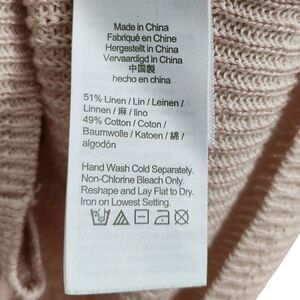 Made in China
Fabriqué en Chine
Hergestellt in China
Vervaardigd in China
中国製
hecho en china
51% Linen / Lin / Leinen /
Linnen / 麻 / lino
49% Cotton / Coton /
Baumwolle / Katoen / 綿 /
algodón
Hand Wash Cold Separately.
Non-Chlorine Bleach Only.
Reshape and Lay Flat to Dry.
Iron on Lowest Setting.